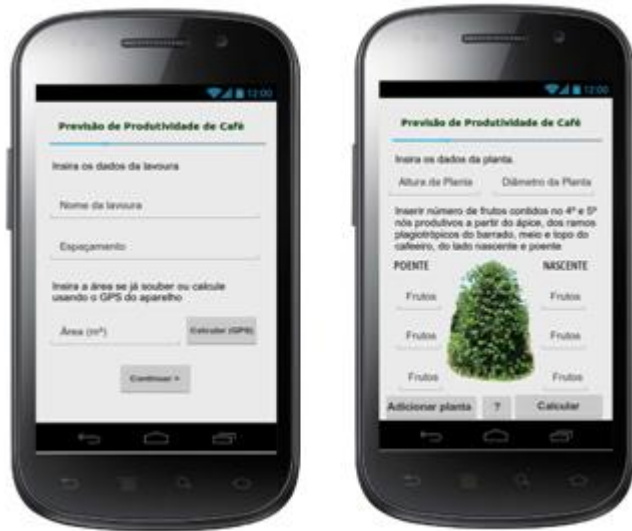 12:00
Previsão de Produtividade de Café
Insira os dados da lavoura
Nome da lavoura
Espaçamento
Insira a área se já souber ou calcule
usando o GPS do aparelho
Área (m²) Calcular (GPS)
Continuar >
12:00
Previsão de Produtividade de Café
Insira os dados da planta.
Altura da Planta Diâmetro da Planta
Inserir número de frutos contidos no 4º e 5º
nós produtivos a partir do ápice, dos ramos
plagiotrópicos do barrado, meio e topo do
cafeeiro, do lado nascente e poente
POENTE NASCENTE
Frutos Frutos
Frutos Frutos
Frutos Frutos
Adicionar planta ? Calcular